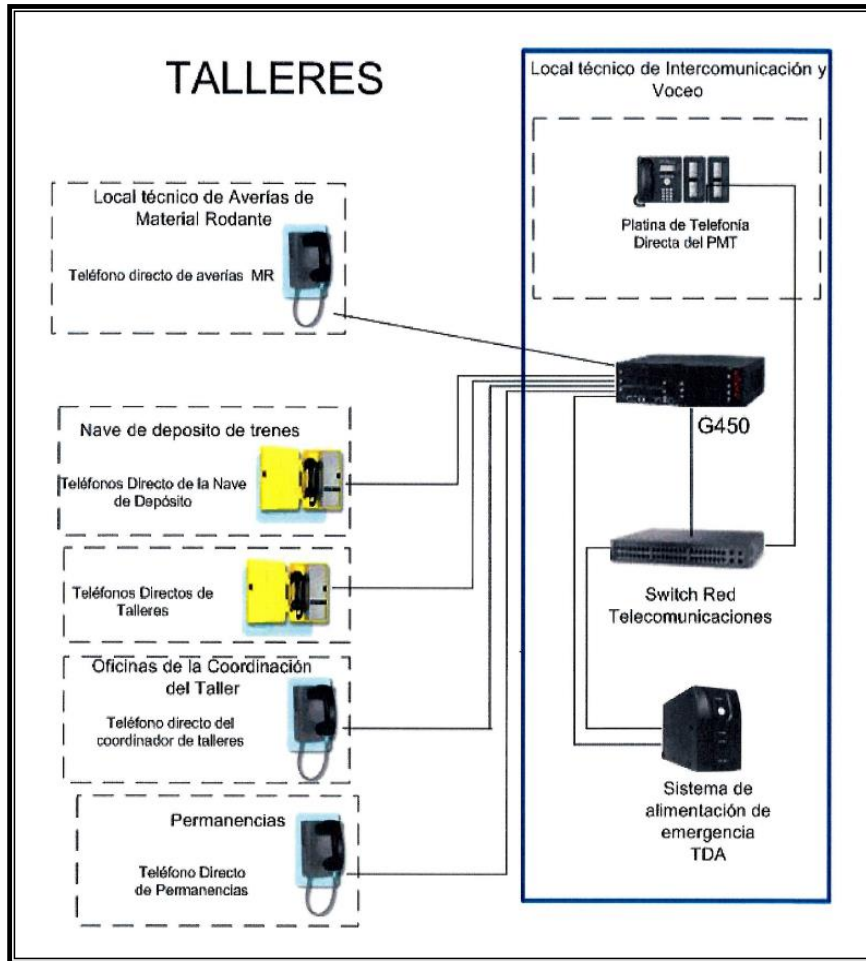 TALLERES
Local técnico de Intercomunicación y
Voceo
Platina de Telefonía
Directa del PMT
Local técnico de Averías de
Material Rodante
Teléfono directo de averías MR
G450
Nave de deposito de trenes
Teléfonos Directo de la Nave
de Depósito
Teléfonos Directos de
Talleres
Switch Red
Telecomunicaciones
Oficinas de la Coordinación
del Taller
Teléfono directo del
coordinador de talleres
Sistema de
alimentación de
emergencia
TDA
Permanencias
Teléfono Directo
de Permanencias